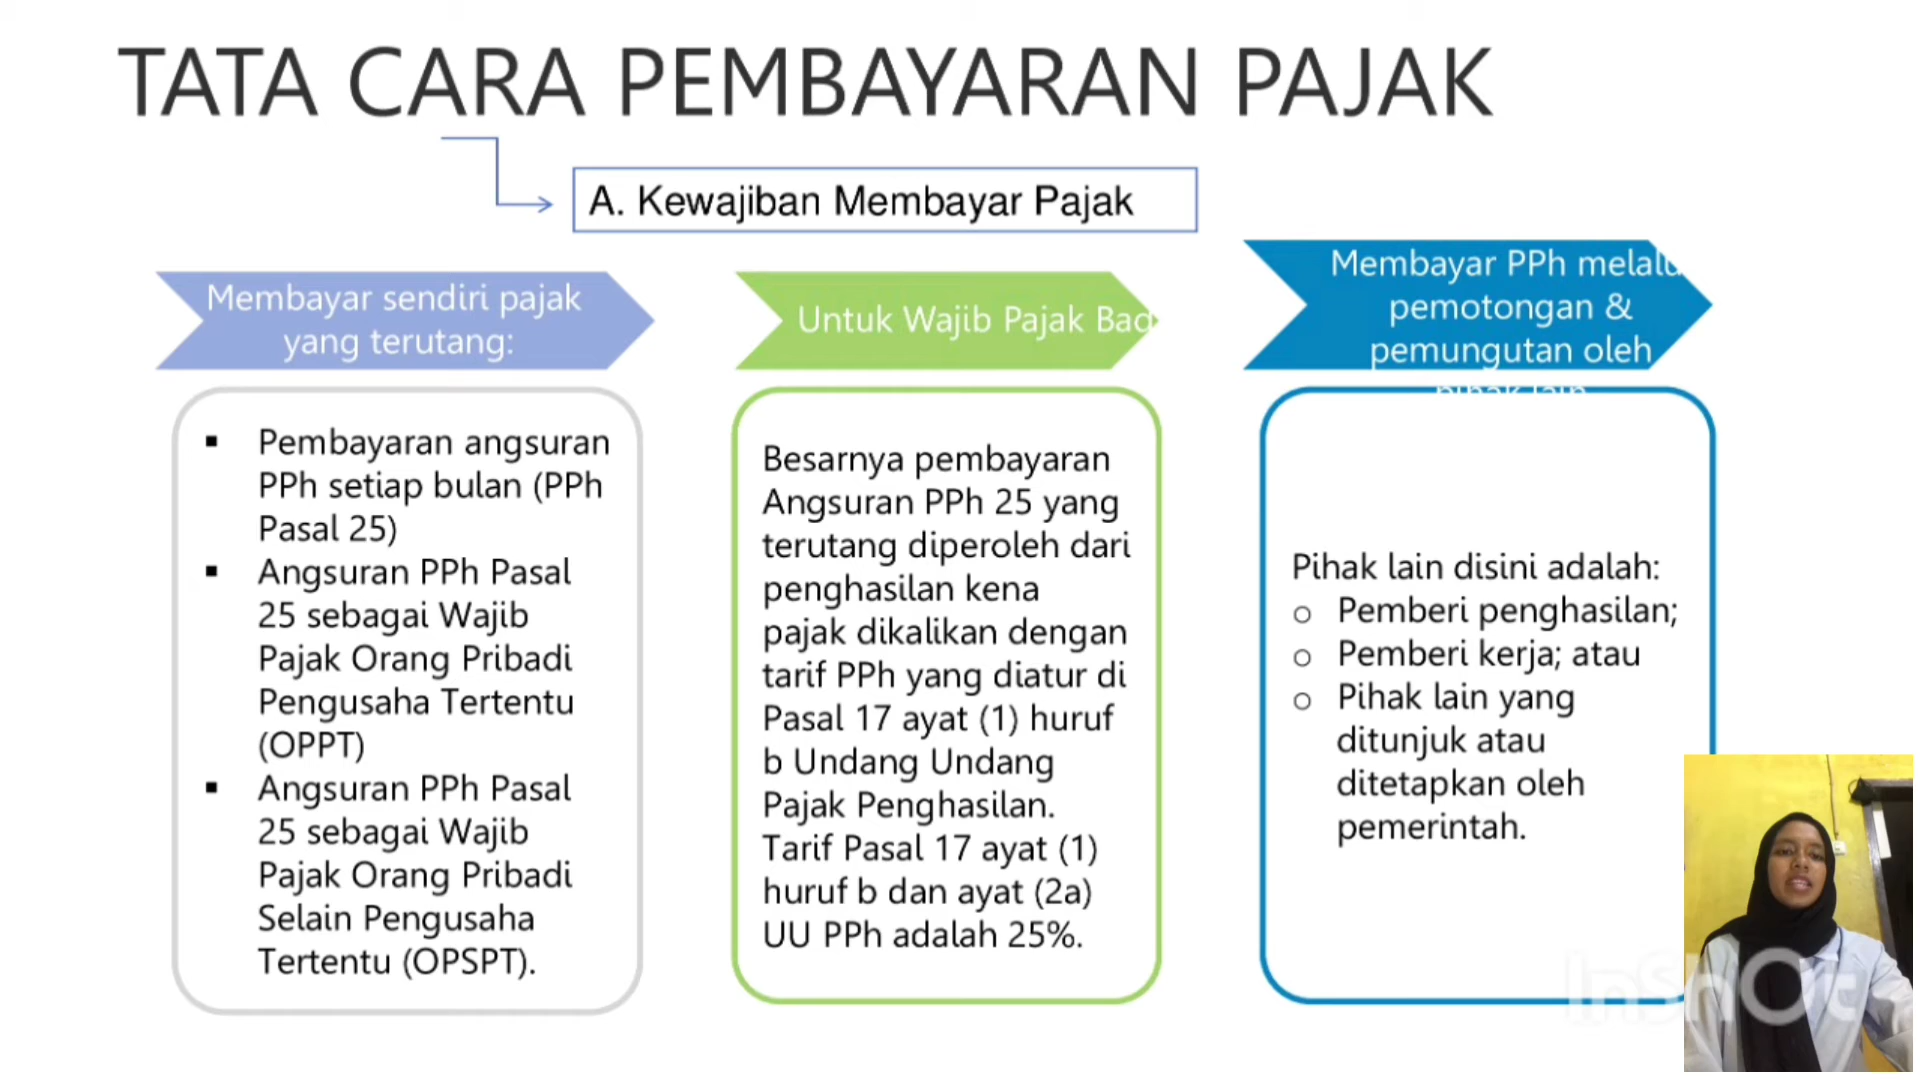 TATA CARA PEMBAYARAN PAJAK
A. Kewajiban Membayar Pajak
Membayar sendiri pajak
yang terutang:
▪ Pembayaran angsuran
PPh setiap bulan (PPh
Pasal 25)
▪ Angsuran PPh Pasal
25 sebagai Wajib
Pajak Orang Pribadi
Pengusaha Tertentu
(OPPT)
▪ Angsuran PPh Pasal
25 sebagai Wajib
Pajak Orang Pribadi
Selain Pengusaha
Tertentu (OPSPT).
Untuk Wajib Pajak Bad
Besarnya pembayaran
Angsuran PPh 25 yang
terutang diperoleh dari
penghasilan kena
pajak dikalikan dengan
tarif PPh yang diatur di
Pasal 17 ayat (1) huruf
b Undang Undang
Pajak Penghasilan.
Tarif Pasal 17 ayat (1)
huruf b dan ayat (2a)
UU PPh adalah 25%.
Membayar PPh melalu
pemotongan &
pemungutan oleh
pihak lain
Pihak lain disini adalah:
o Pemberi penghasilan;
o Pemberi kerja; atau
o Pihak lain yang
ditunjuk atau
ditetapkan oleh
pemerintah.
InShOt